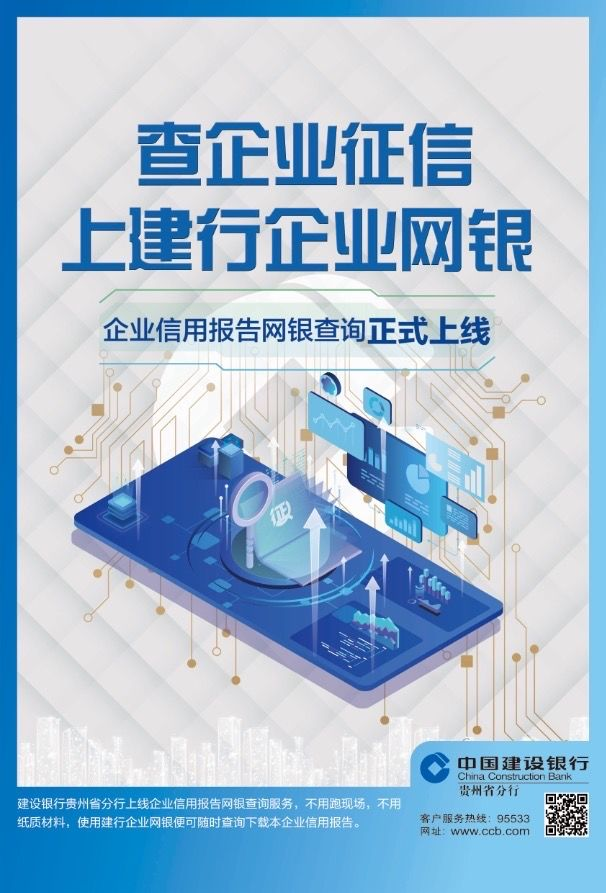 查企业征信
上建行企业网银
企业信用报告网银查询正式上线
征
中国建设银行
China Construction Bank
贵州省分行
建设银行贵州省分行上线企业信用报告网银查询服务，不用跑现场，不用
纸质材料，使用建行企业网银便可随时查询下载本企业信用报告。
客户服务热线：95533
网址：www.ccb.com